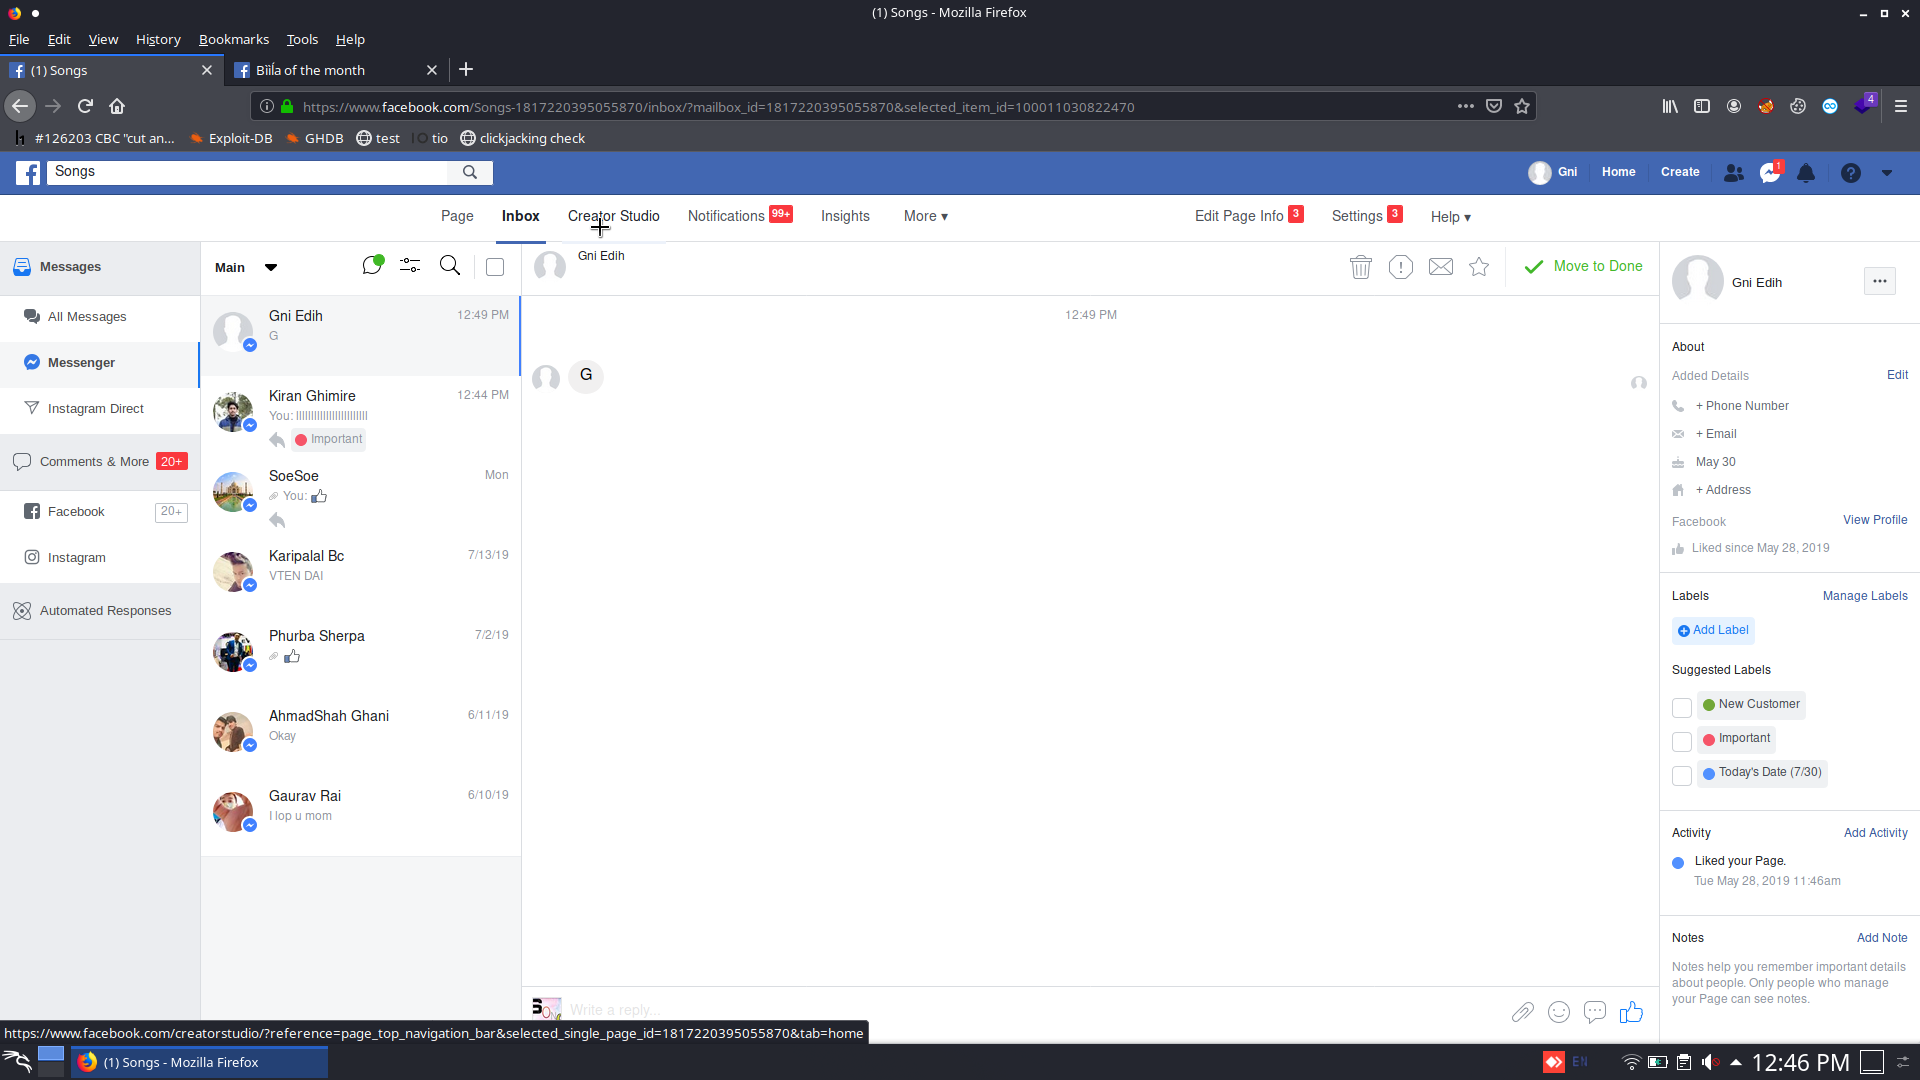 (1) Songs - Mozilla Firefox
File Edit View History Bookmarks Tools Help
(1) Songs
Bïíĺa of the month
https://www.facebook.com/Songs-1817220395055870/inbox/?mailbox_id=1817220395055870&selected_item_id=100011030822470
4
#126203 CBC "cut an... Exploit-DB GHDB test tio clickjacking check
Songs
Gni Home Create 1
Page Inbox Creator Studio Notifications 99+ Insights More ▾ Edit Page Info 3 Settings 3 Help ▾
Messages
All Messages
Messenger
Instagram Direct
Comments & More 20+
Facebook 20+
Instagram
Automated Responses
Main
Gni Edih 12:49 PM
G
Kiran Ghimire 12:44 PM
You: llllllllllllllllllllllll
Important
SoeSoe Mon
You:
Karipalal Bc 7/13/19
VTEN DAI
Phurba Sherpa 7/2/19
AhmadShah Ghani 6/11/19
Okay
Gaurav Rai 6/10/19
I lop u mom
Gni Edih
Move to Done
12:49 PM
G
Write a reply...
Gni Edih
About
Added Details Edit
+ Phone Number
+ Email
May 30
+ Address
Facebook View Profile
Liked since May 28, 2019
Labels Manage Labels
Add Label
Suggested Labels
New Customer
Important
Today's Date (7/30)
Activity Add Activity
Liked your Page.
Tue May 28, 2019 11:46am
Notes Add Note
Notes help you remember important details
about people. Only people who manage
your Page can see notes.
https://www.facebook.com/creatorstudio/?reference=page_top_navigation_bar&selected_single_page_id=1817220395055870&tab=home
(1) Songs - Mozilla Firefox
EN
12:46 PM